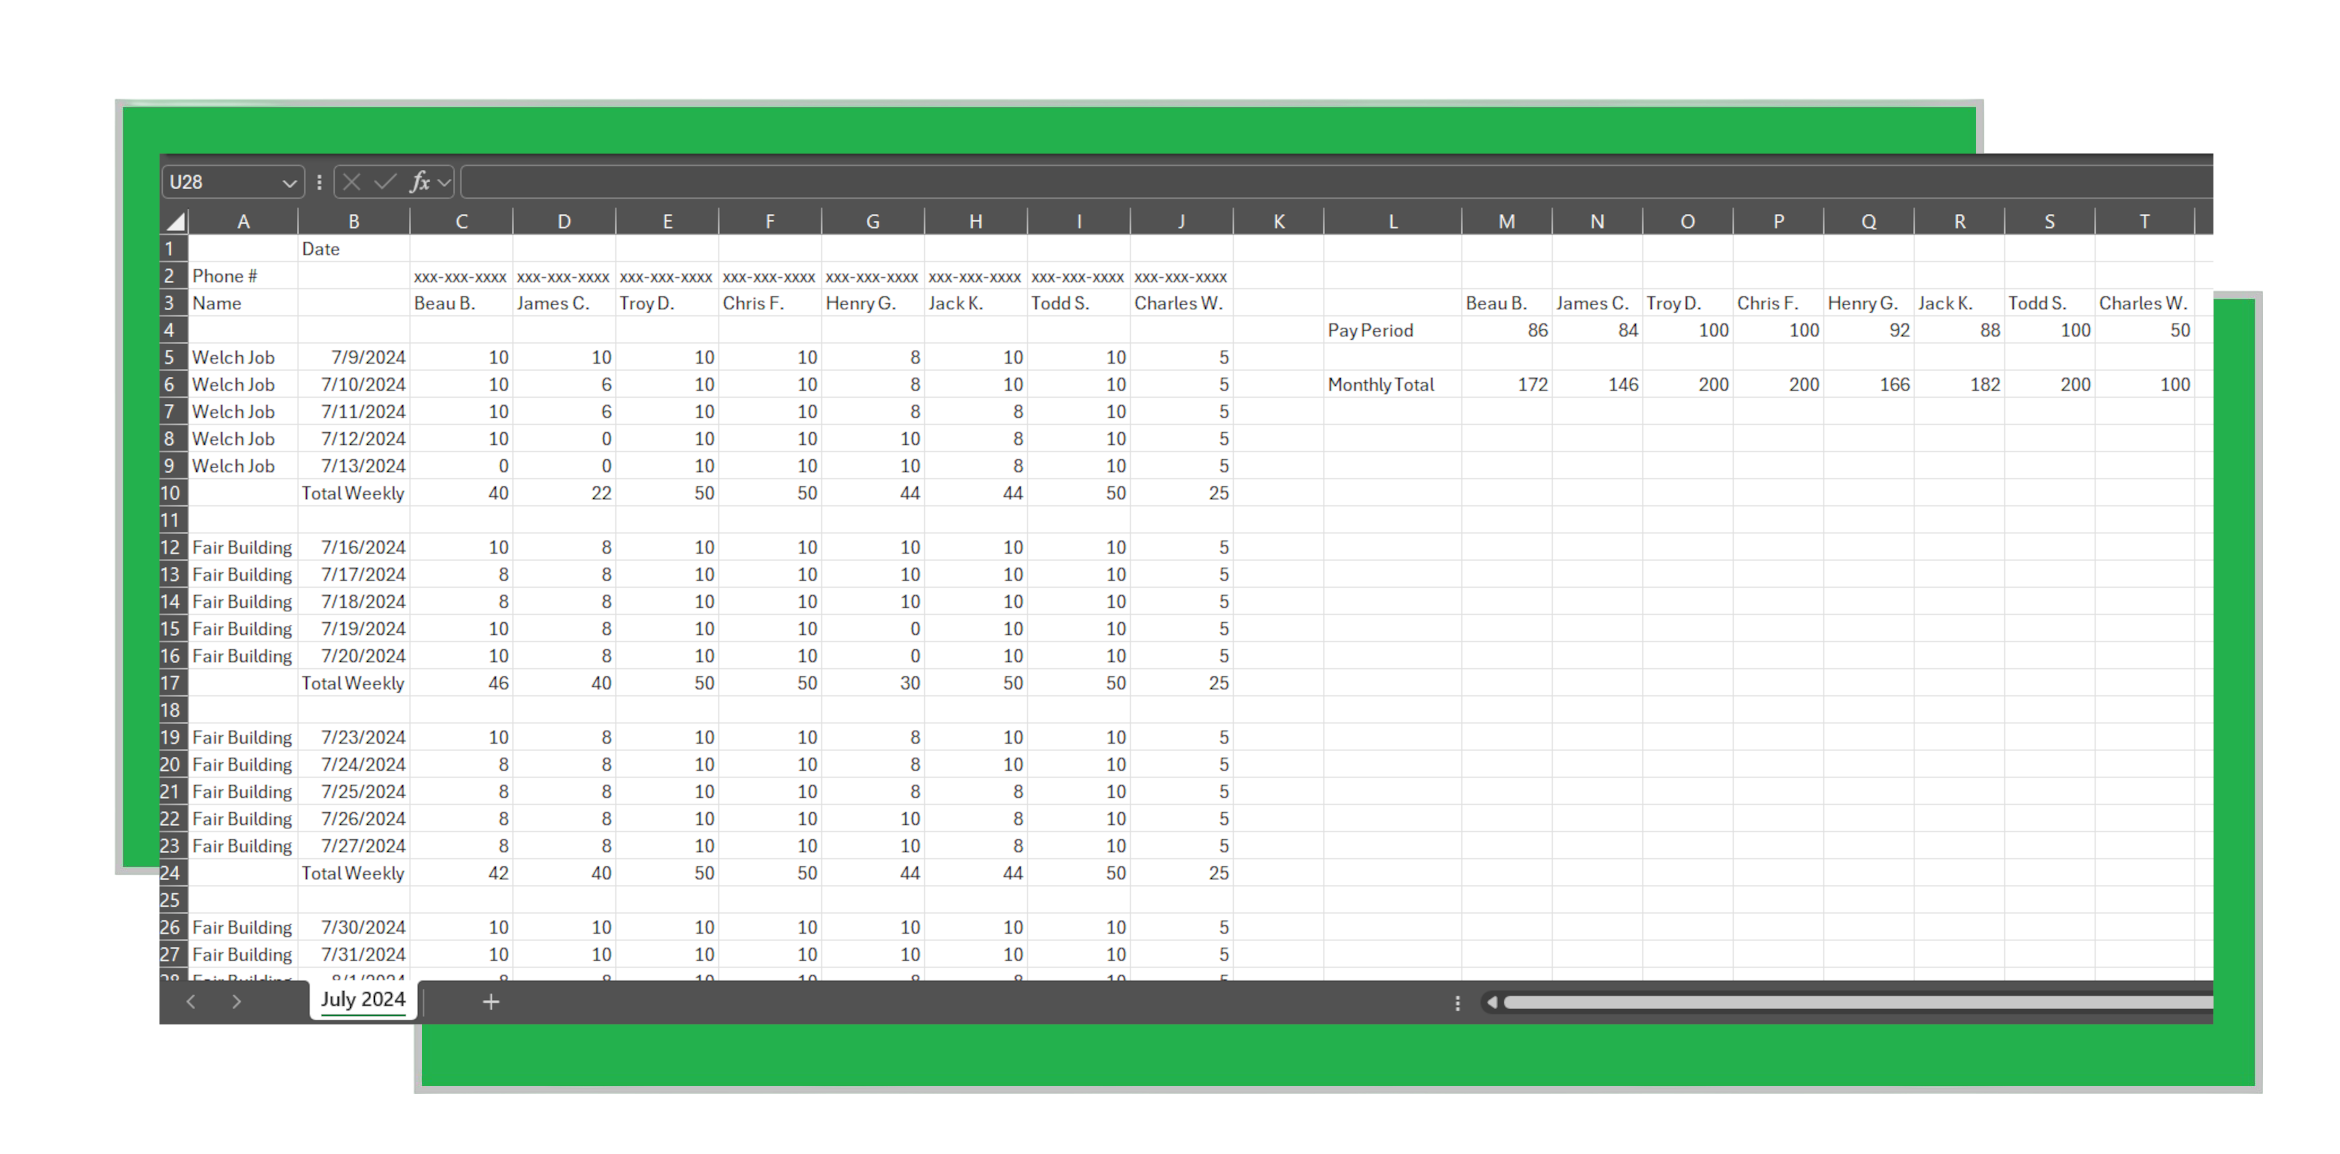 U28 fx
A B C D E F G H I J K L M N O P Q R S T
1 Date
2 Phone # xxx-xxx-xxxx xxx-xxx-xxxx xxx-xxx-xxxx xxx-xxx-xxxx xxx-xxx-xxxx xxx-xxx-xxxx xxx-xxx-xxxx xxx-xxx-xxxx
3 Name Beau B. James C. Troy D. Chris F. Henry G. Jack K. Todd S. Charles W. Beau B. James C. Troy D. Chris F. Henry G. Jack K. Todd S. Charles W.
4 Pay Period 86 84 100 100 92 88 100 50
5 Welch Job 7/9/2024 10 10 10 10 8 10 10 5
6 Welch Job 7/10/2024 10 6 10 10 8 10 10 5 Monthly Total 172 146 200 200 166 182 200 100
7 Welch Job 7/11/2024 10 6 10 10 8 8 10 5
8 Welch Job 7/12/2024 10 0 10 10 10 8 10 5
9 Welch Job 7/13/2024 0 0 10 10 10 8 10 5
10 Total Weekly 40 22 50 50 44 44 50 25
11
12 Fair Building 7/16/2024 10 8 10 10 10 10 10 5
13 Fair Building 7/17/2024 8 8 10 10 10 10 10 5
14 Fair Building 7/18/2024 8 8 10 10 10 10 10 5
15 Fair Building 7/19/2024 10 8 10 10 0 10 10 5
16 Fair Building 7/20/2024 10 8 10 10 0 10 10 5
17 Total Weekly 46 40 50 50 30 50 50 25
18
19 Fair Building 7/23/2024 10 8 10 10 8 10 10 5
20 Fair Building 7/24/2024 8 8 10 10 8 10 10 5
21 Fair Building 7/25/2024 8 8 10 10 8 8 10 5
22 Fair Building 7/26/2024 8 8 10 10 10 8 10 5
23 Fair Building 7/27/2024 8 8 10 10 10 8 10 5
24 Total Weekly 42 40 50 50 44 44 50 25
25
26 Fair Building 7/30/2024 10 10 10 10 10 10 10 5
27 Fair Building 7/31/2024 10 10 10 10 10 10 10 5
July 2024